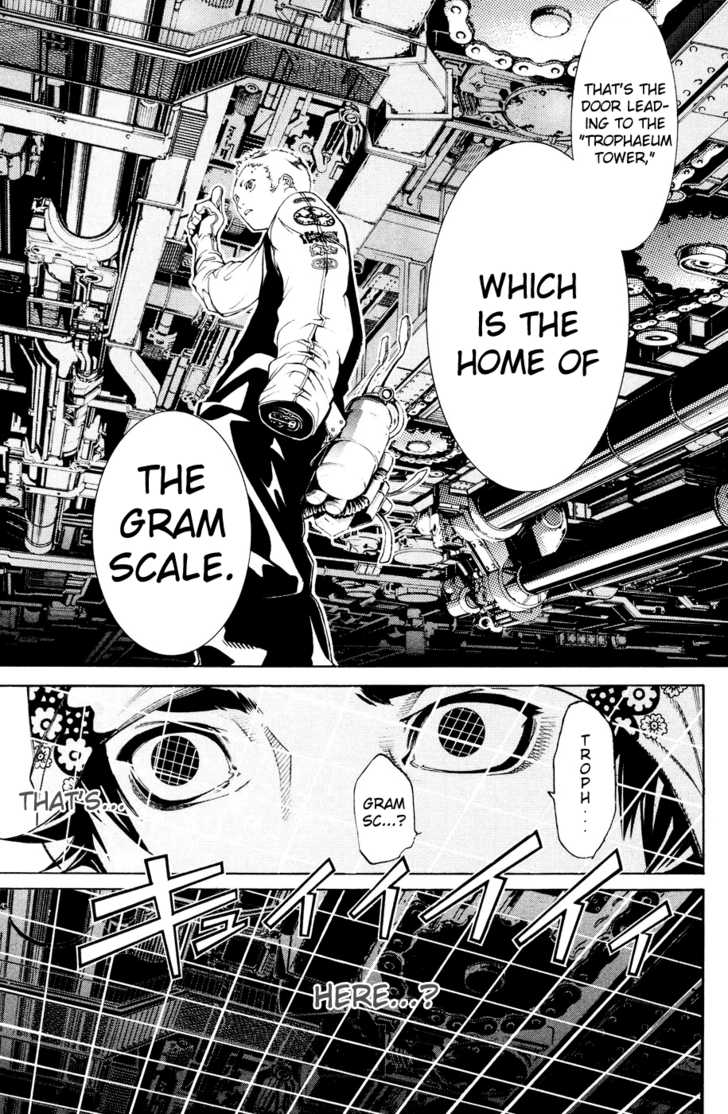 THAT'S THE
DOOR LEAD-
ING TO THE
"TROPHAEUM
TOWER,"
WHICH
IS THE
HOME OF
THE
GRAM
SCALE.
TROPH...
GRAM
SC...?
THAT'S...
キュイイイイイ
HERE...?